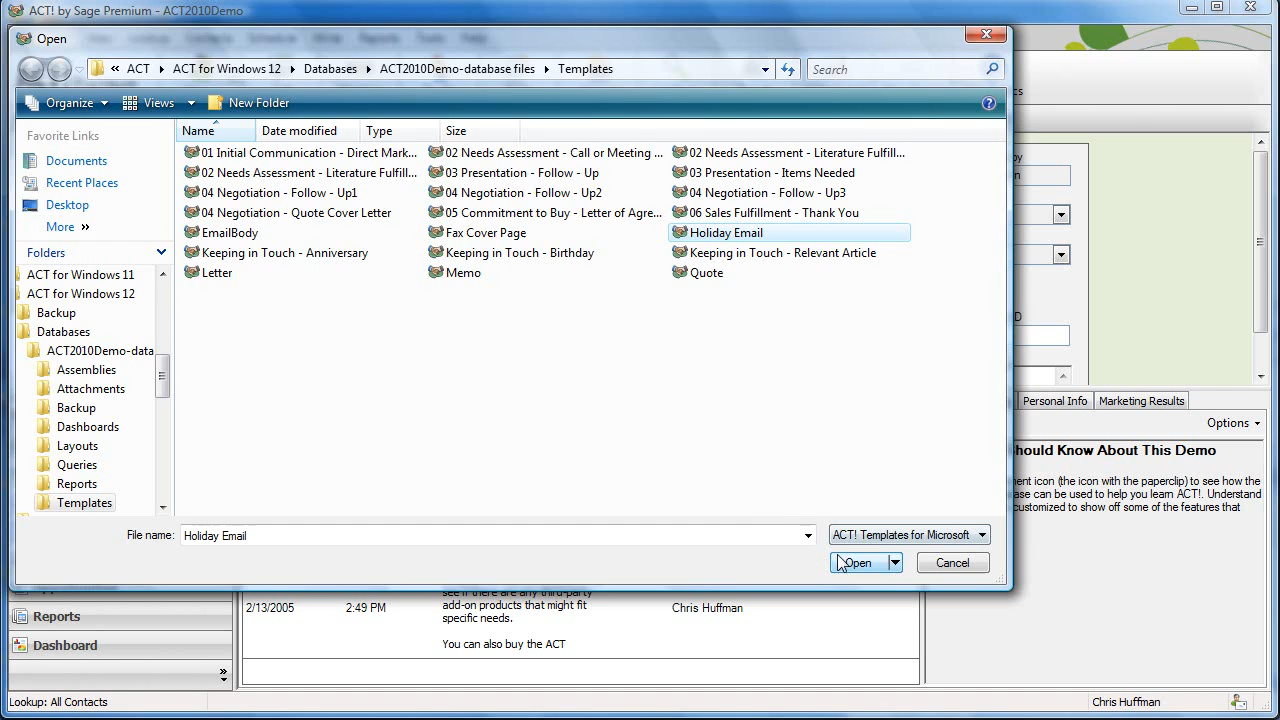 ACT! by Sage Premium - ACT2010Demo
Open
« ACT ▸ ACT for Windows 12 ▸ Databases ▸ ACT2010Demo-database files ▸ Templates
Search
Organize
Views
New Folder
Favorite Links
Documents
Recent Places
Desktop
More »
Folders
ACT for Windows 11
ACT for Windows 12
Backup
Databases
ACT2010Demo-data
Assemblies
Attachments
Backup
Dashboards
Layouts
Queries
Reports
Templates
Name Date modified Type Size
01 Initial Communication - Direct Mark... 02 Needs Assessment - Call or Meeting ... 02 Needs Assessment - Literature Fulfill...
02 Needs Assessment - Literature Fulfill... 03 Presentation - Follow - Up 03 Presentation - Items Needed
04 Negotiation - Follow - Up1 04 Negotiation - Follow - Up2 04 Negotiation - Follow - Up3
04 Negotiation - Quote Cover Letter 05 Commitment to Buy - Letter of Agre... 06 Sales Fulfillment - Thank You
EmailBody Fax Cover Page Holiday Email
Keeping in Touch - Anniversary Keeping in Touch - Birthday Keeping in Touch - Relevant Article
Letter Memo Quote
File name: Holiday Email
ACT! Templates for Microsoft
Open
Cancel
Personal Info
Marketing Results
Options
hould Know About This Demo
ent icon (the icon with the paperclip) to see how the
ase can be used to help you learn ACT!. Understand
customized to show off some of the features that
Reports
Dashboard
»
2/13/2005 2:49 PM
see if there are any third-party
add-on products that might fit
specific needs.
You can also buy the ACT
Chris Huffman
Lookup: All Contacts
Chris Huffman